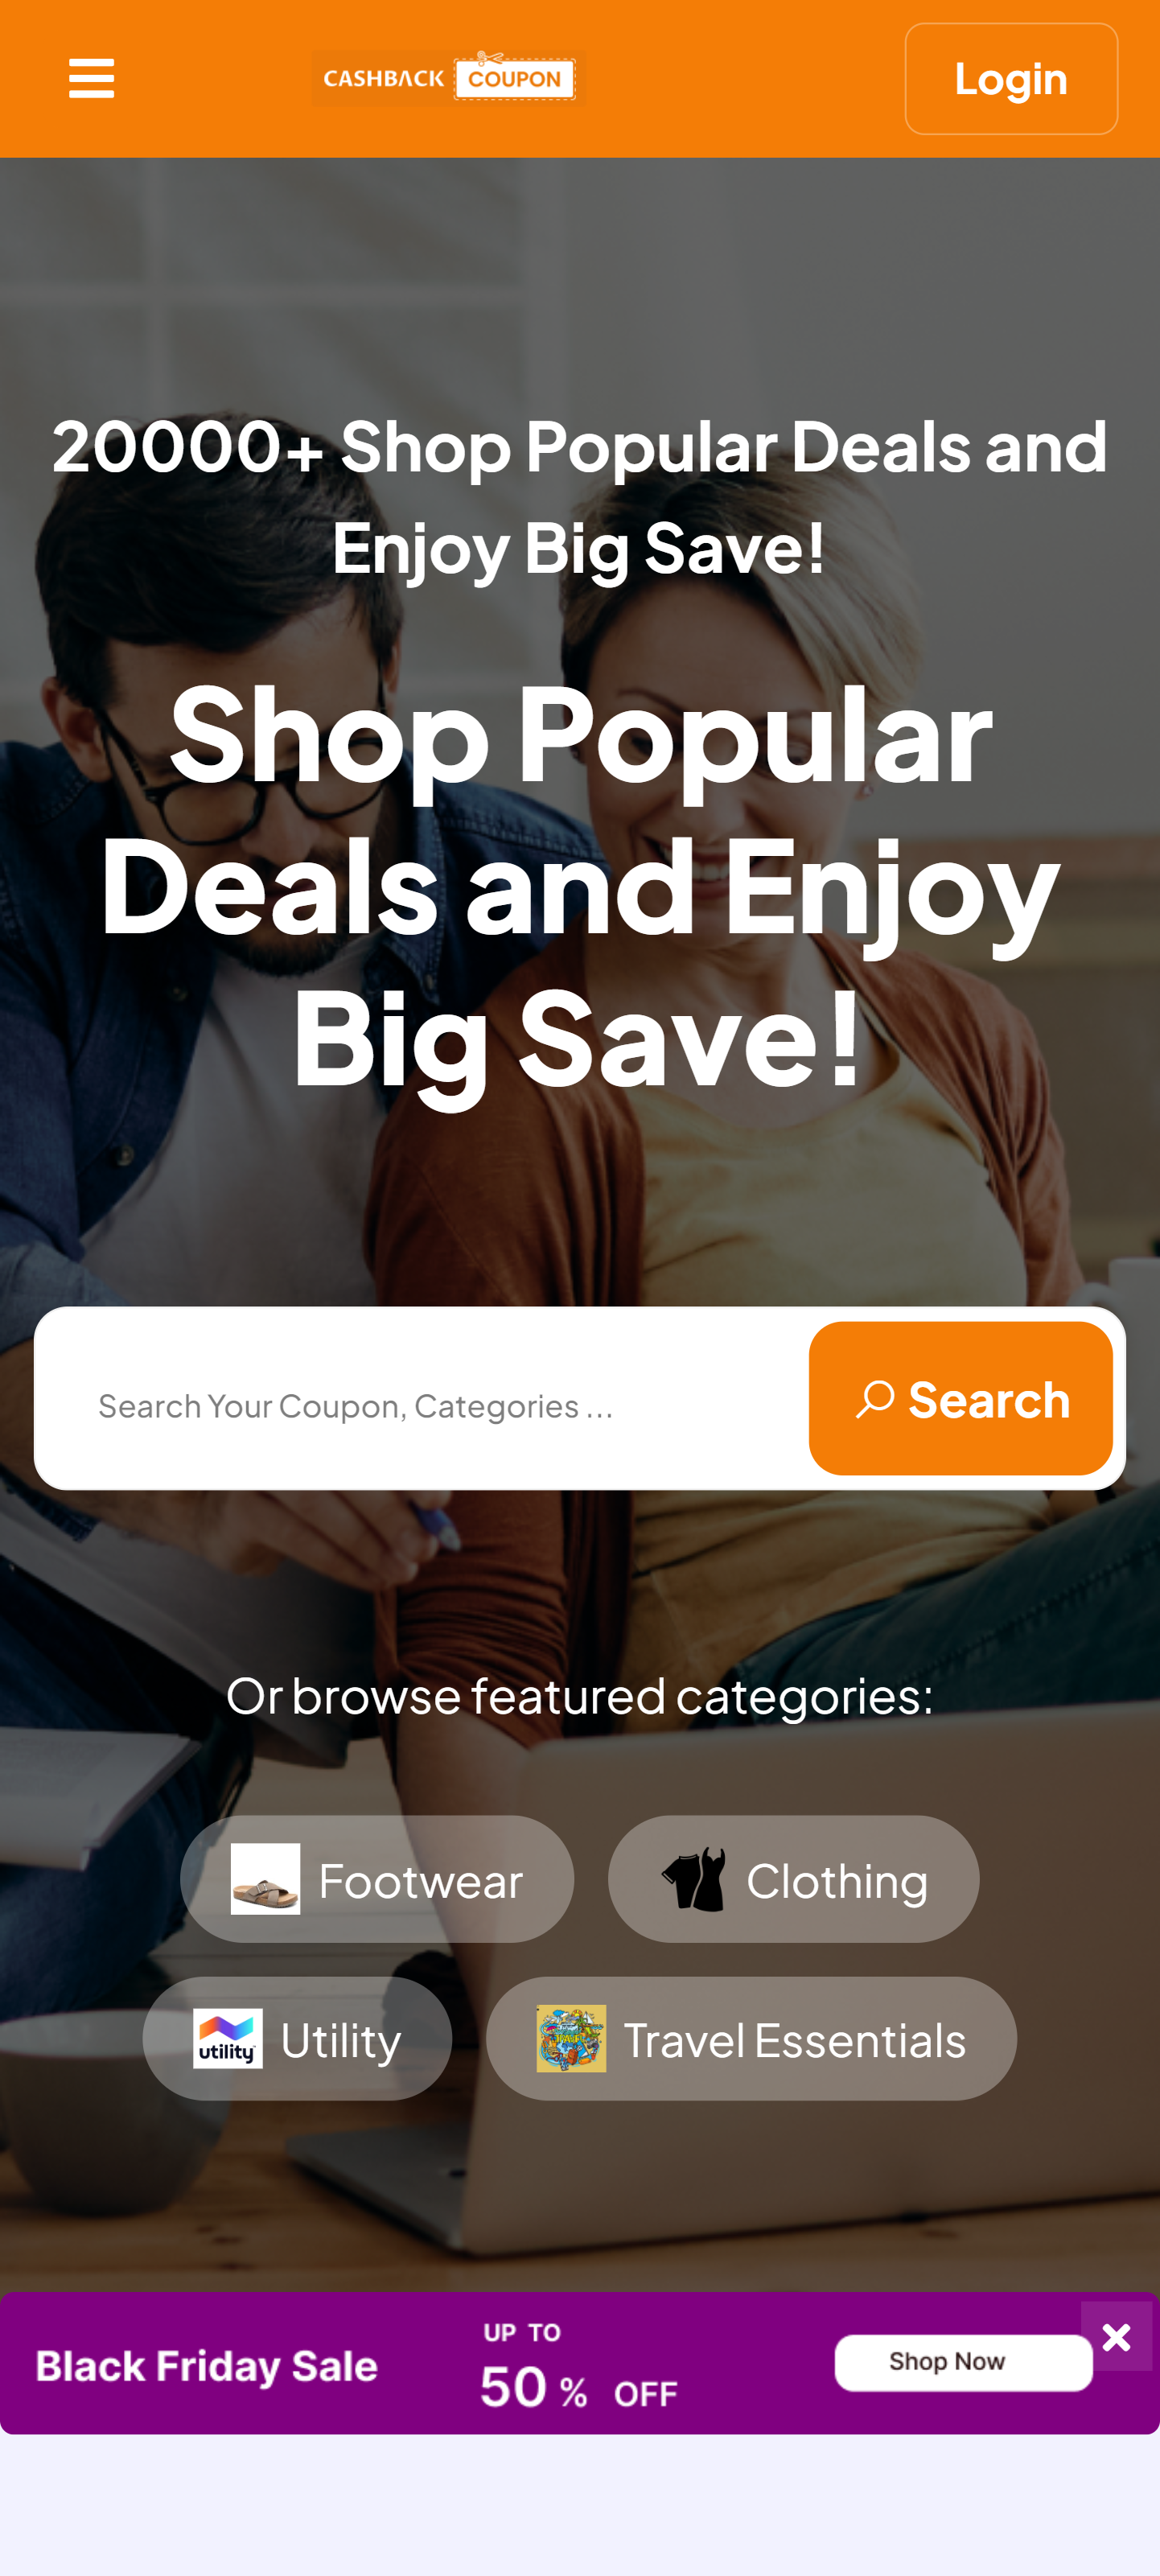 CASHBACK COUPON
Login
20000+ Shop Popular Deals and
Enjoy Big Save!
Shop Popular
Deals and Enjoy
Big Save!
Search Your Coupon, Categories ...
Search
Or browse featured categories:
Footwear
Clothing
utility
Utility
Travel Essentials
Black Friday Sale
UP TO
50 % OFF
Shop Now